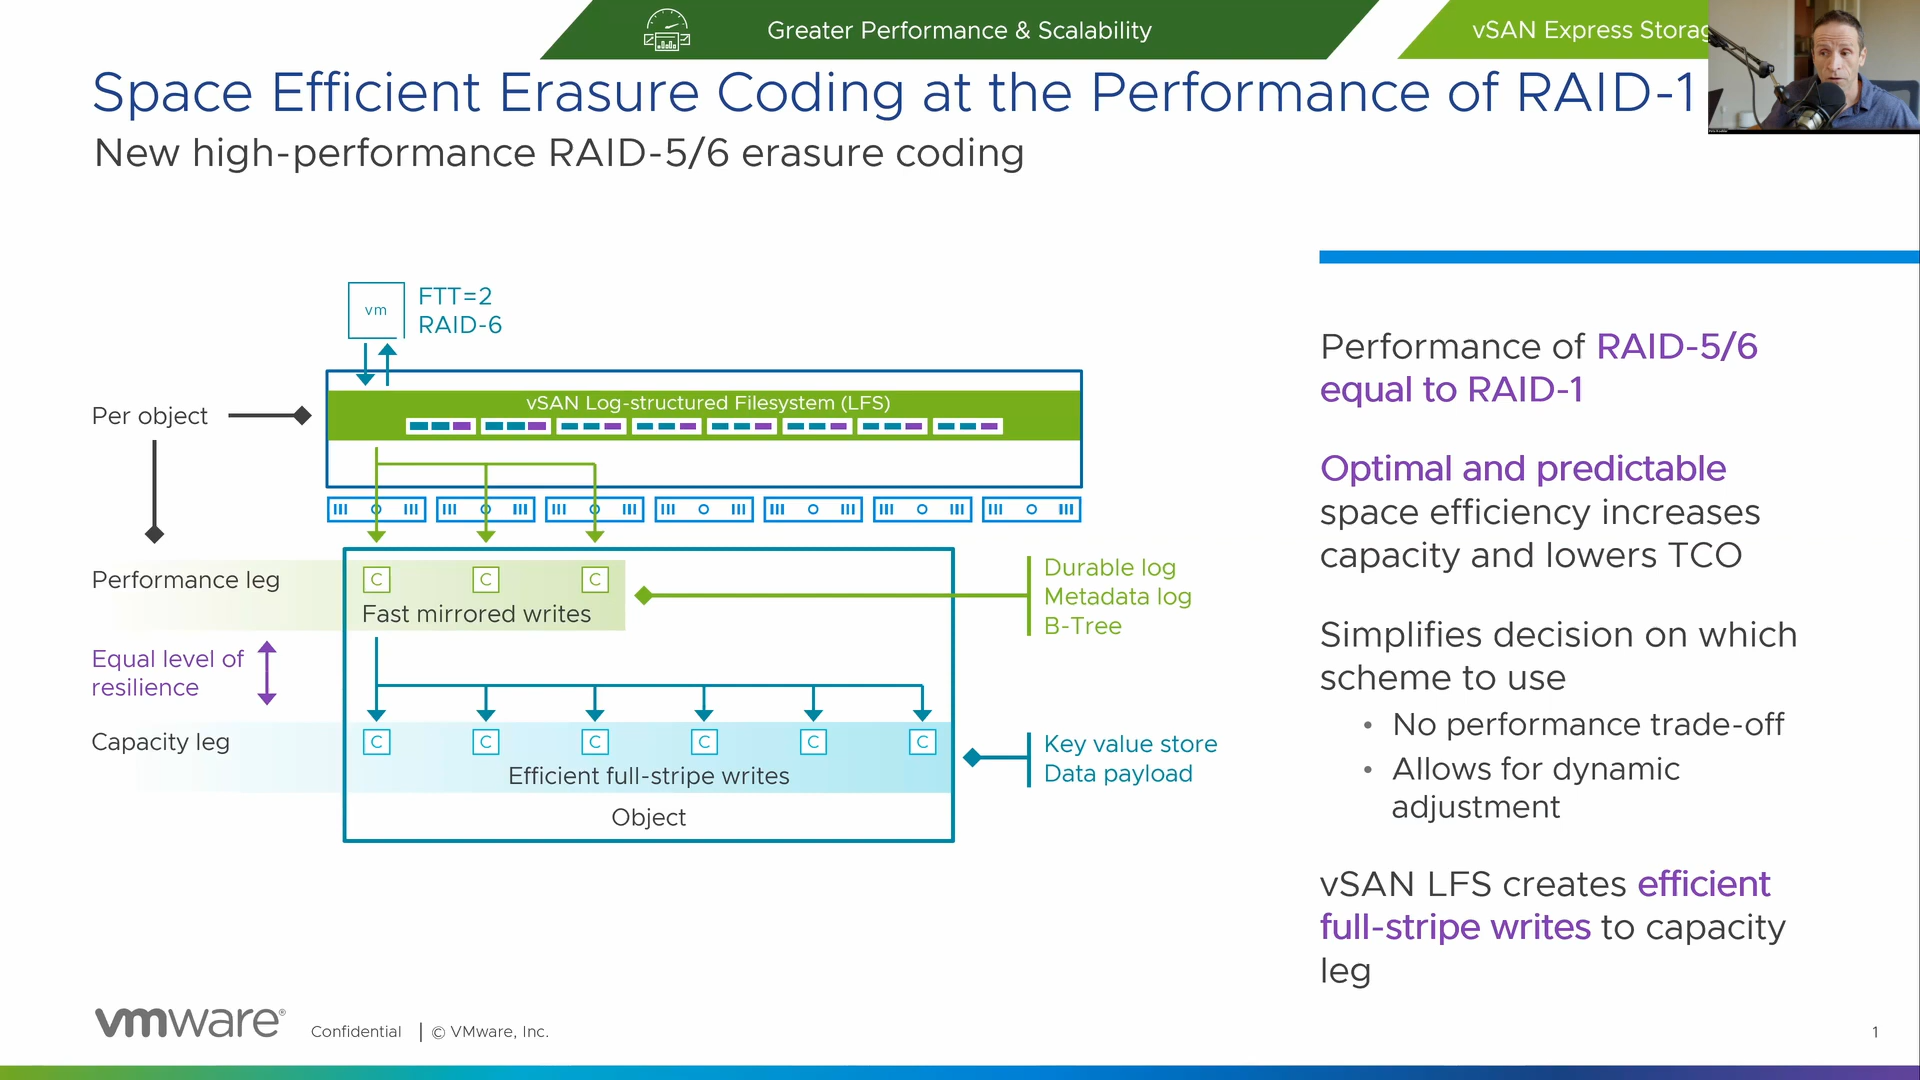 Greater Performance & Scalability
vSAN Express
Space Efficient Erasure Coding at the Performance of RAID-1
New high-performance RAID-5/6 erasure coding
vm
FTT=2
RAID-6
Per object
vSAN Log-structured Filesystem (LFS)
Performance leg
C C C
Fast mirrored writes
Durable log
Metadata log
B-Tree
Equal level of
resilience
Capacity leg
C C C C C C
Efficient full-stripe writes
Key value store
Data payload
Object
Performance of RAID-5/6
equal to RAID-1
Optimal and predictable
space efficiency increases
capacity and lowers TCO
Simplifies decision on which
scheme to use
• No performance trade-off
• Allows for dynamic
adjustment
vSAN LFS creates efficient
full-stripe writes to capacity
leg
vmware®
Confidential | © VMware, Inc.
1